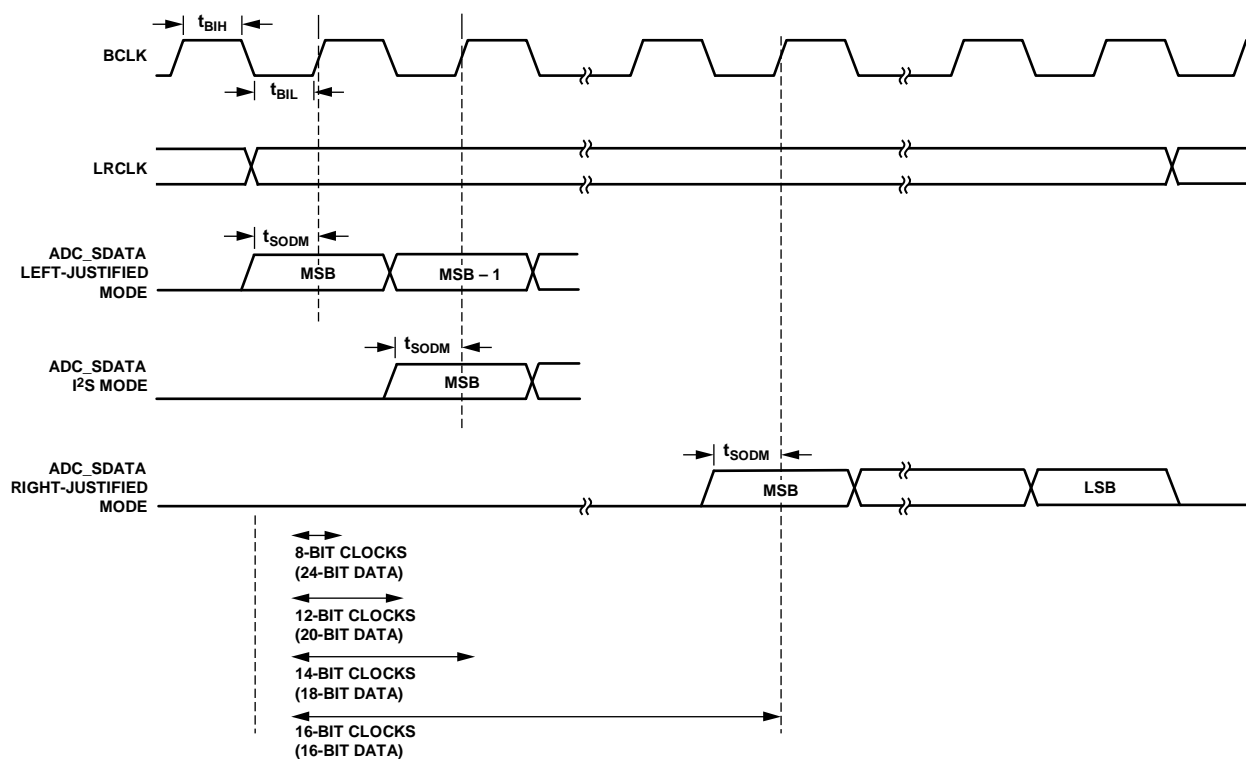 tBIH
BCLK
tBIL
LRCLK
tSODM
ADC_SDATA
LEFT-JUSTIFIED
MODE
MSB
MSB – 1
tSODM
ADC_SDATA
I²S MODE
MSB
tSODM
ADC_SDATA
RIGHT-JUSTIFIED
MODE
MSB
LSB
8-BIT CLOCKS
(24-BIT DATA)
12-BIT CLOCKS
(20-BIT DATA)
14-BIT CLOCKS
(18-BIT DATA)
16-BIT CLOCKS
(16-BIT DATA)